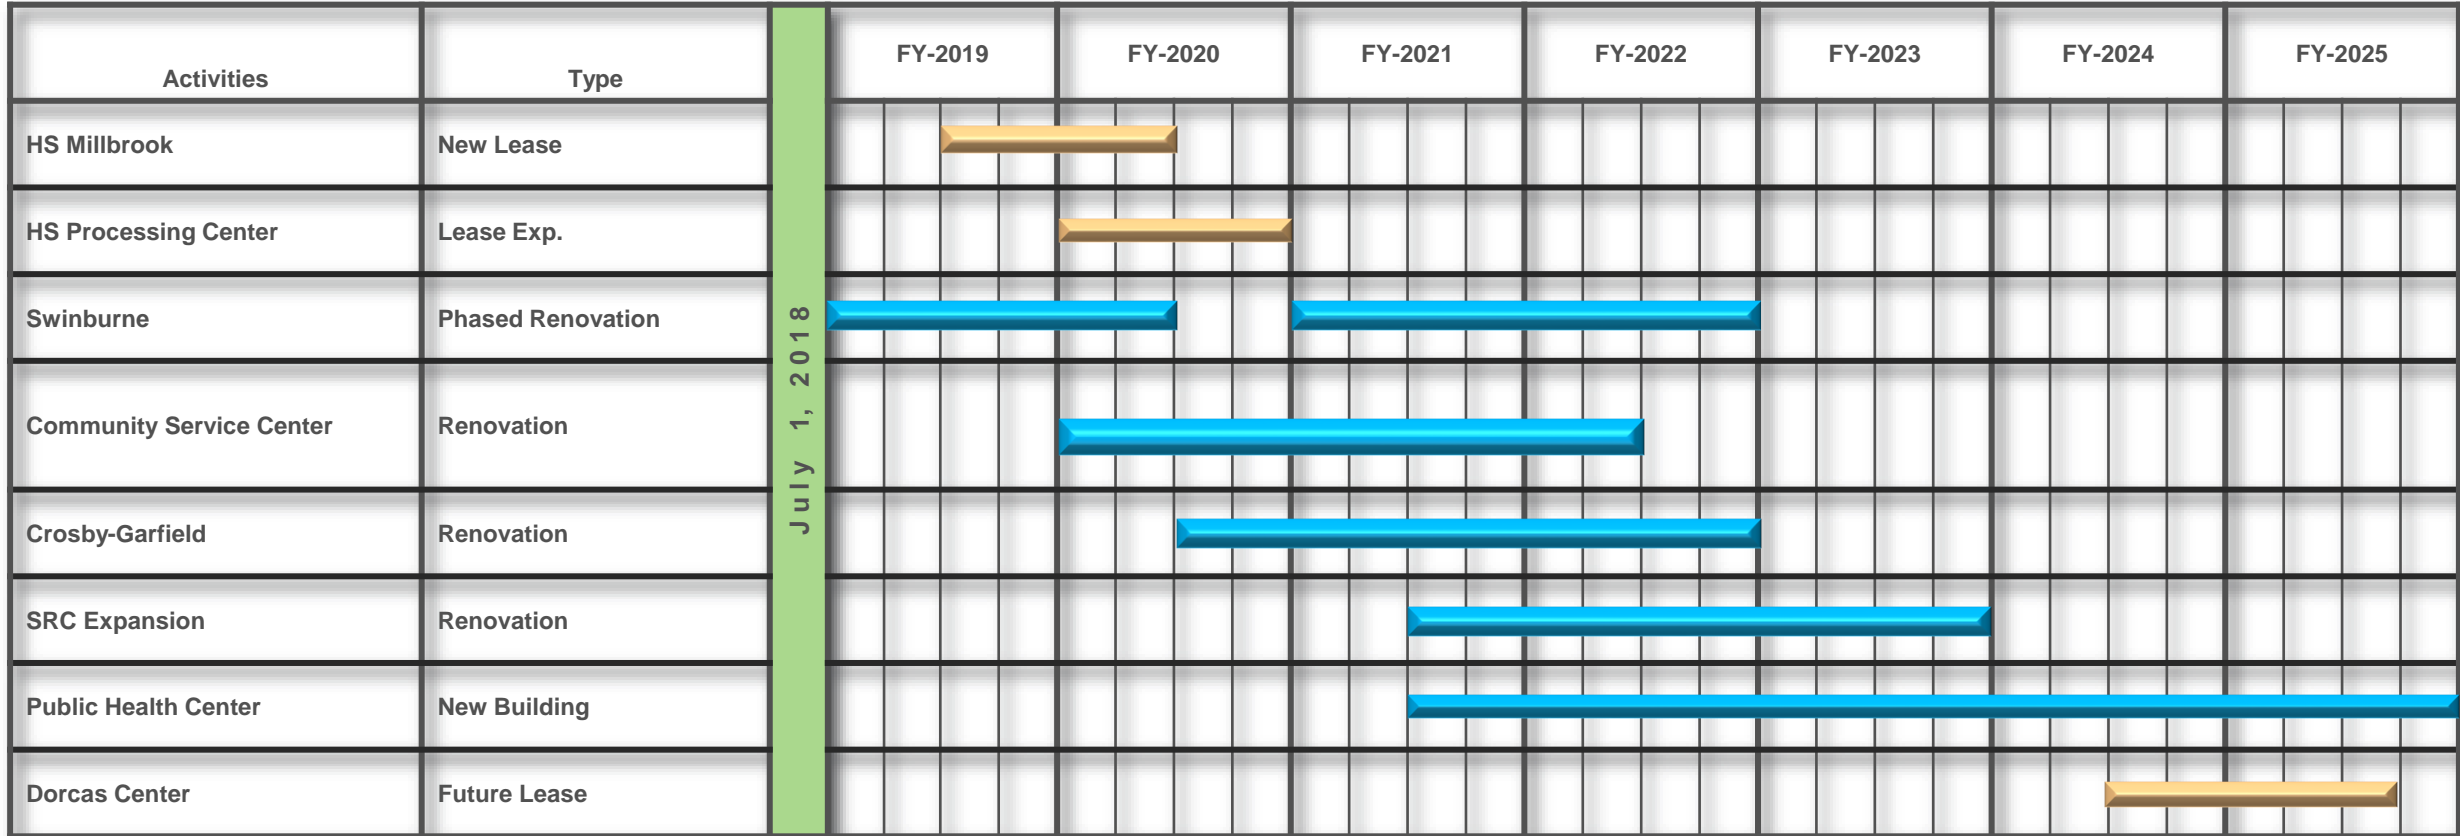 Activities
Type
July 1, 2018
FY-2019
FY-2020
FY-2021
FY-2022
FY-2023
FY-2024
FY-2025
HS Millbrook
New Lease
HS Processing Center
Lease Exp.
Swinburne
Phased Renovation
Community Service Center
Renovation
Crosby-Garfield
Renovation
SRC Expansion
Renovation
Public Health Center
New Building
Dorcas Center
Future Lease